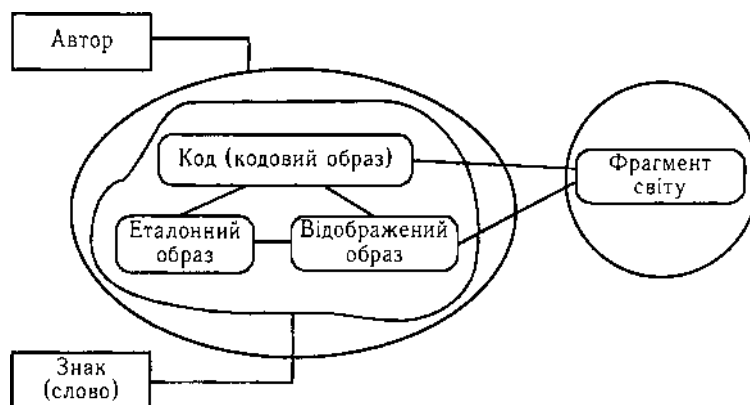 Автор
Код (кодовий образ)
Фрагмент
світу
Еталонний
образ
Відображений
образ
Знак
(слово)